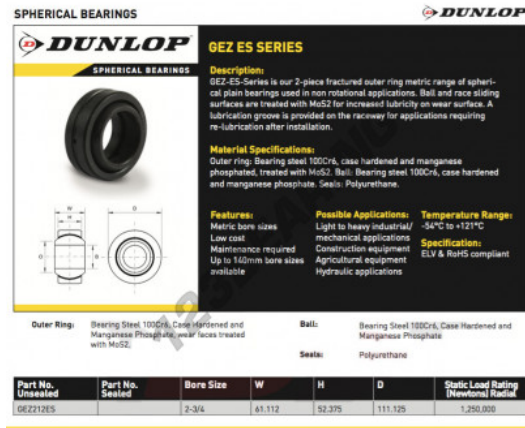 SPHERICAL BEARINGS
DUNLOP
DUNLOP
SPHERICAL BEARINGS
GEZ ES SERIES
Description:
GEZ-ES-Series is our 2-piece fractured outer ring metric range of spheri-
cal plain bearings used in non rotational applications. Ball and race sliding
surfaces are treated with MoS2 for increased lubricity on wear surface. A
lubrication groove is provided on the raceway for applications requiring
re-lubrication after installation.
Material Specifications:
Outer ring: Bearing steel 100Cr6, case hardened and manganese
phosphated, treated with MoS2. Ball: Bearing steel 100Cr6, case hardened
and manganese phosphate. Seals: Polyurethane.
Features:
Metric bore sizes
Low cost
Maintenance required
Up to 140mm bore sizes
available
Possible Applications:
Light to heavy industrial/
mechanical applications
Construction equipment
Agricultural equipment
Hydraulic applications
Temperature Range:
-54°C to +121°C
Specification:
ELV & RoHS compliant
W
H
D
Outer Ring: Bearing Steel 100Cr6, Case Hardened and
Manganese Phosphate, wear faces treated
with MoS2,
Ball: Bearing Steel 100Cr6, Case Hardened and
Manganese Phosphate
Seals: Polyurethane
Part No. Unsealed Part No. Sealed Bore Size W H D Static Load Rating (Newtons) Radial
GEZ212ES 2-3/4 61.112 52.375 111.125 1,250,000